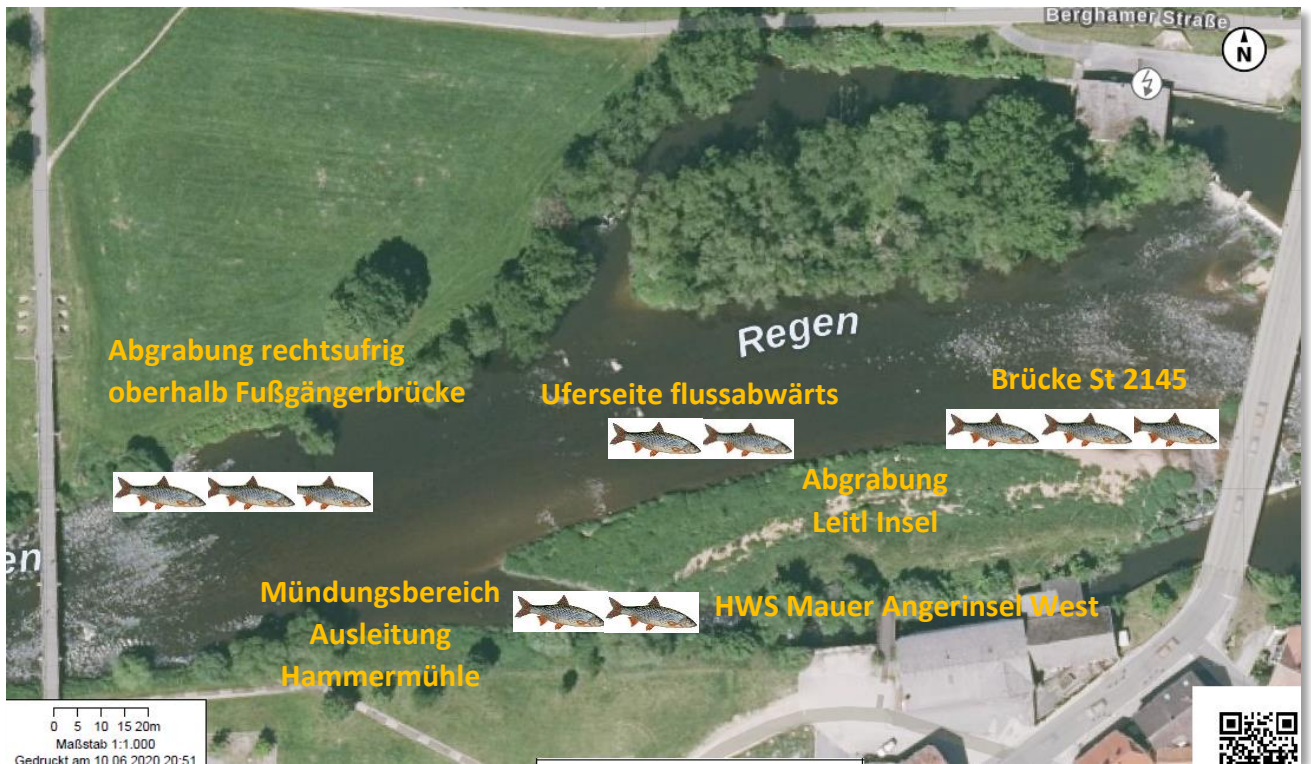 Berghamer Straße
N
Regen
Abgrabung rechtsufrig
oberhalb Fußgängerbrücke
Uferseite flussabwärts
Brücke St 2145
Abgrabung
Leitl Insel
en
Mündungsbereich
Ausleitung
Hammermühle
HWS Mauer Angerinsel West
0 5 10 15 20m
Maßstab 1:1.000
Gedruckt am 10.06.2020 20:51